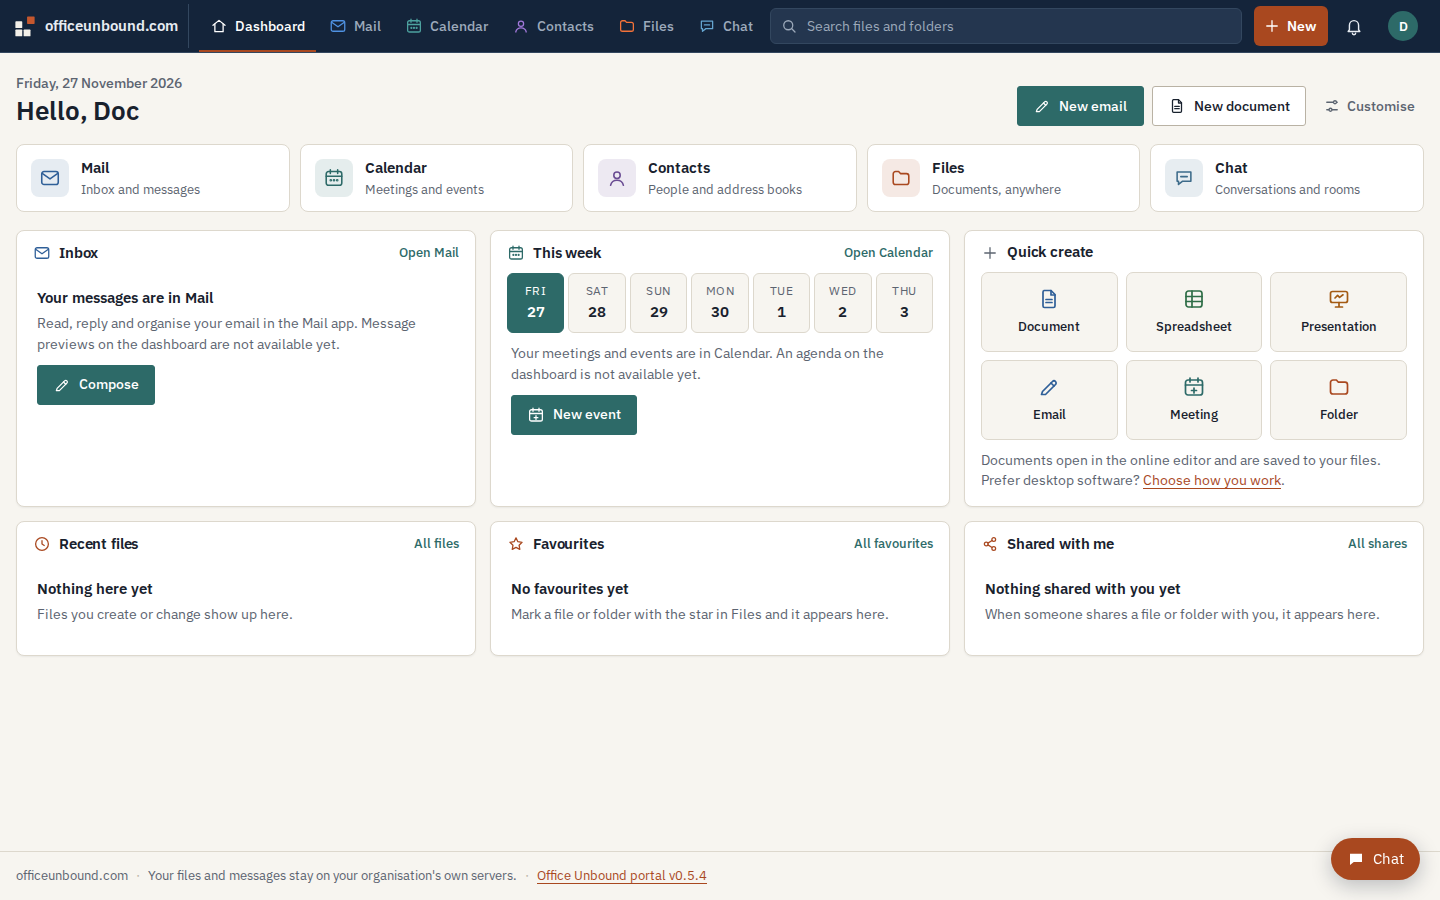 officeunbound.com
Dashboard
Mail
Calendar
Contacts
Files
Chat
Search files and folders
New
D
Friday, 27 November 2026
Hello, Doc
New email
New document
Customise
Mail
Inbox and messages
Calendar
Meetings and events
Contacts
People and address books
Files
Documents, anywhere
Chat
Conversations and rooms
Inbox
Open Mail
Your messages are in Mail
Read, reply and organise your email in the Mail app. Message
previews on the dashboard are not available yet.
Compose
This week
Open Calendar
FRI
27
SAT
28
SUN
29
MON
30
TUE
1
WED
2
THU
3
Your meetings and events are in Calendar. An agenda on the
dashboard is not available yet.
New event
Quick create
Document
Spreadsheet
Presentation
Email
Meeting
Folder
Documents open in the online editor and are saved to your files.
Prefer desktop software? Choose how you work.
Recent files
All files
Nothing here yet
Files you create or change show up here.
Favourites
All favourites
No favourites yet
Mark a file or folder with the star in Files and it appears here.
Shared with me
All shares
Nothing shared with you yet
When someone shares a file or folder with you, it appears here.
Chat
officeunbound.com · Your files and messages stay on your organisation's own servers. · Office Unbound portal v0.5.4